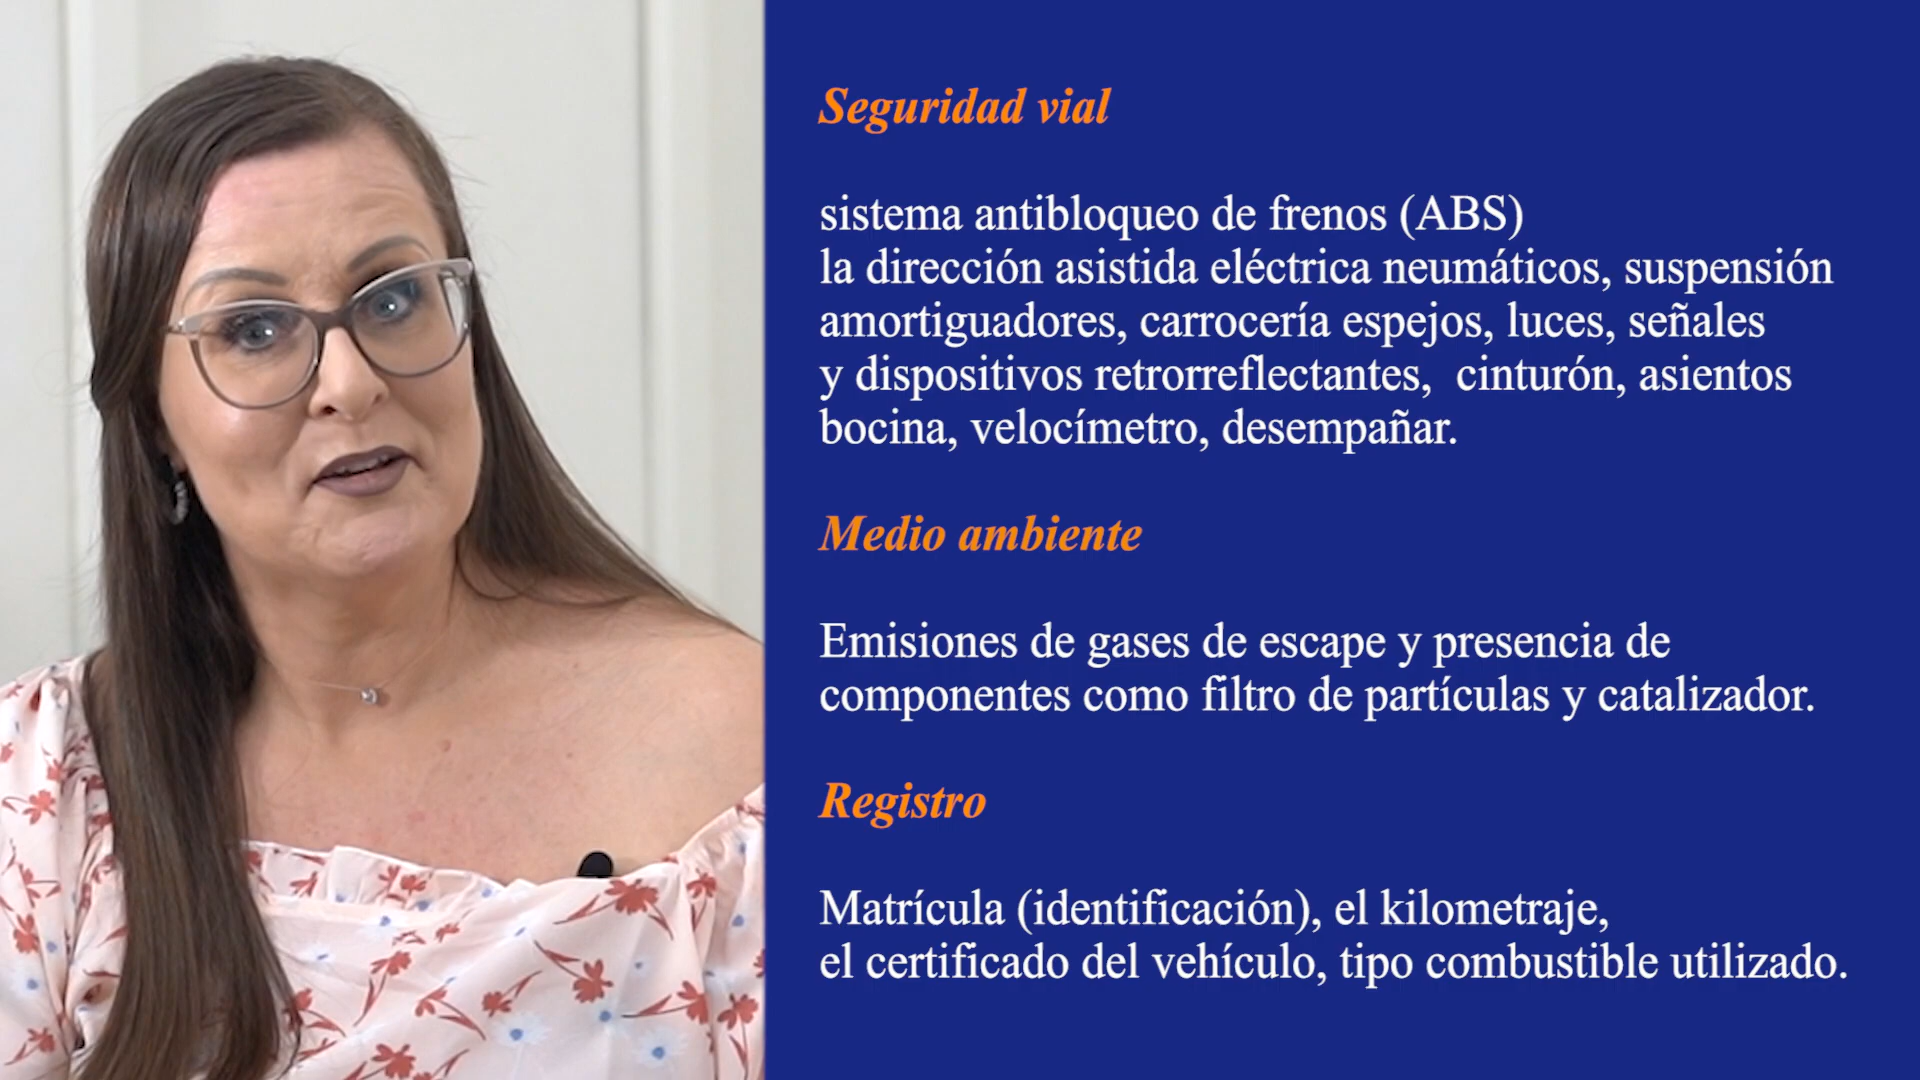 Seguridad vial
sistema antibloqueo de frenos (ABS)
la dirección asistida eléctrica neumáticos, suspensión
amortiguadores, carrocería espejos, luces, señales
y dispositivos retrorreflectantes,  cinturón, asientos
bocina, velocímetro, desempañar.
Medio ambiente
Emisiones de gases de escape y presencia de
componentes como filtro de partículas y catalizador.
Registro
Matrícula (identificación), el kilometraje,
el certificado del vehículo, tipo combustible utilizado.